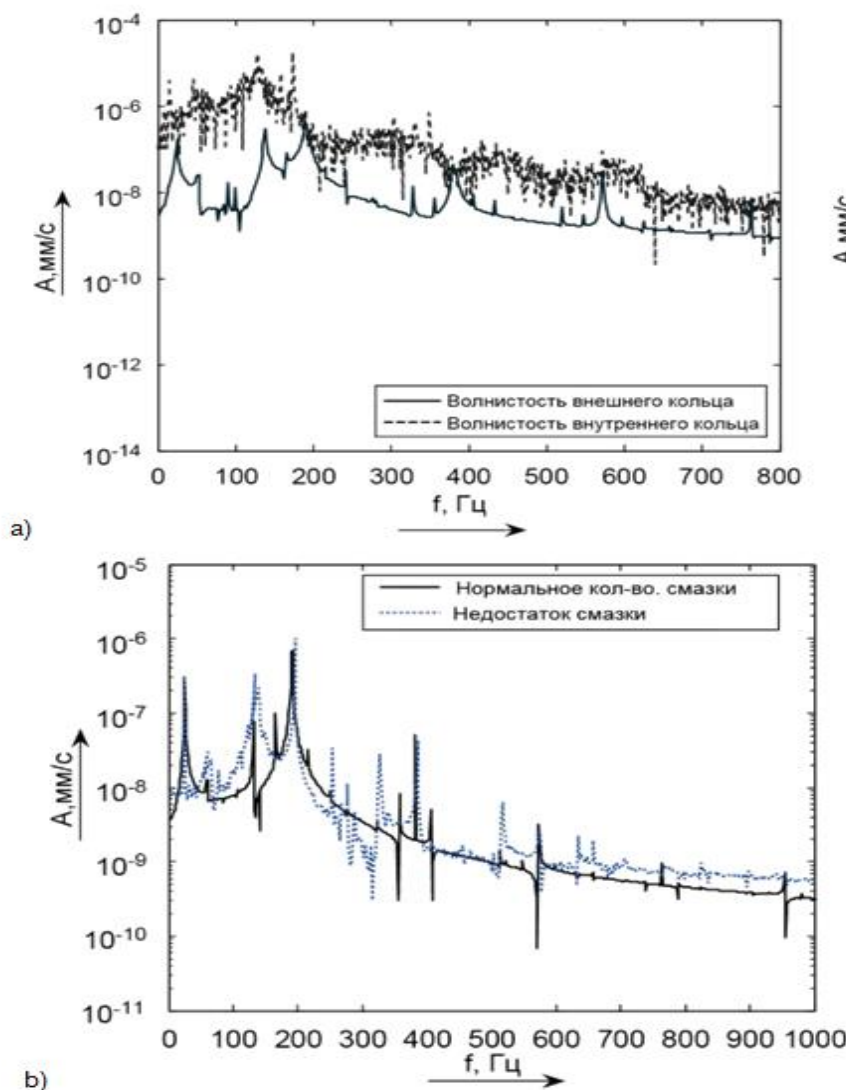 10-4
10-6
10-8
10-10
10-12
10-14
А,мм/с
А,мм/с
Волнистость внешнего кольца
Волнистость внутреннего кольца
0 100 200 300 400 500 600 700 800
f, Гц
a)
10-5
10-6
10-7
10-8
10-9
10-10
10-11
А,мм/с
Нормальное кол-во. смазки
Недостаток смазки
0 100 200 300 400 500 600 700 800 900 1000
f, Гц
b)